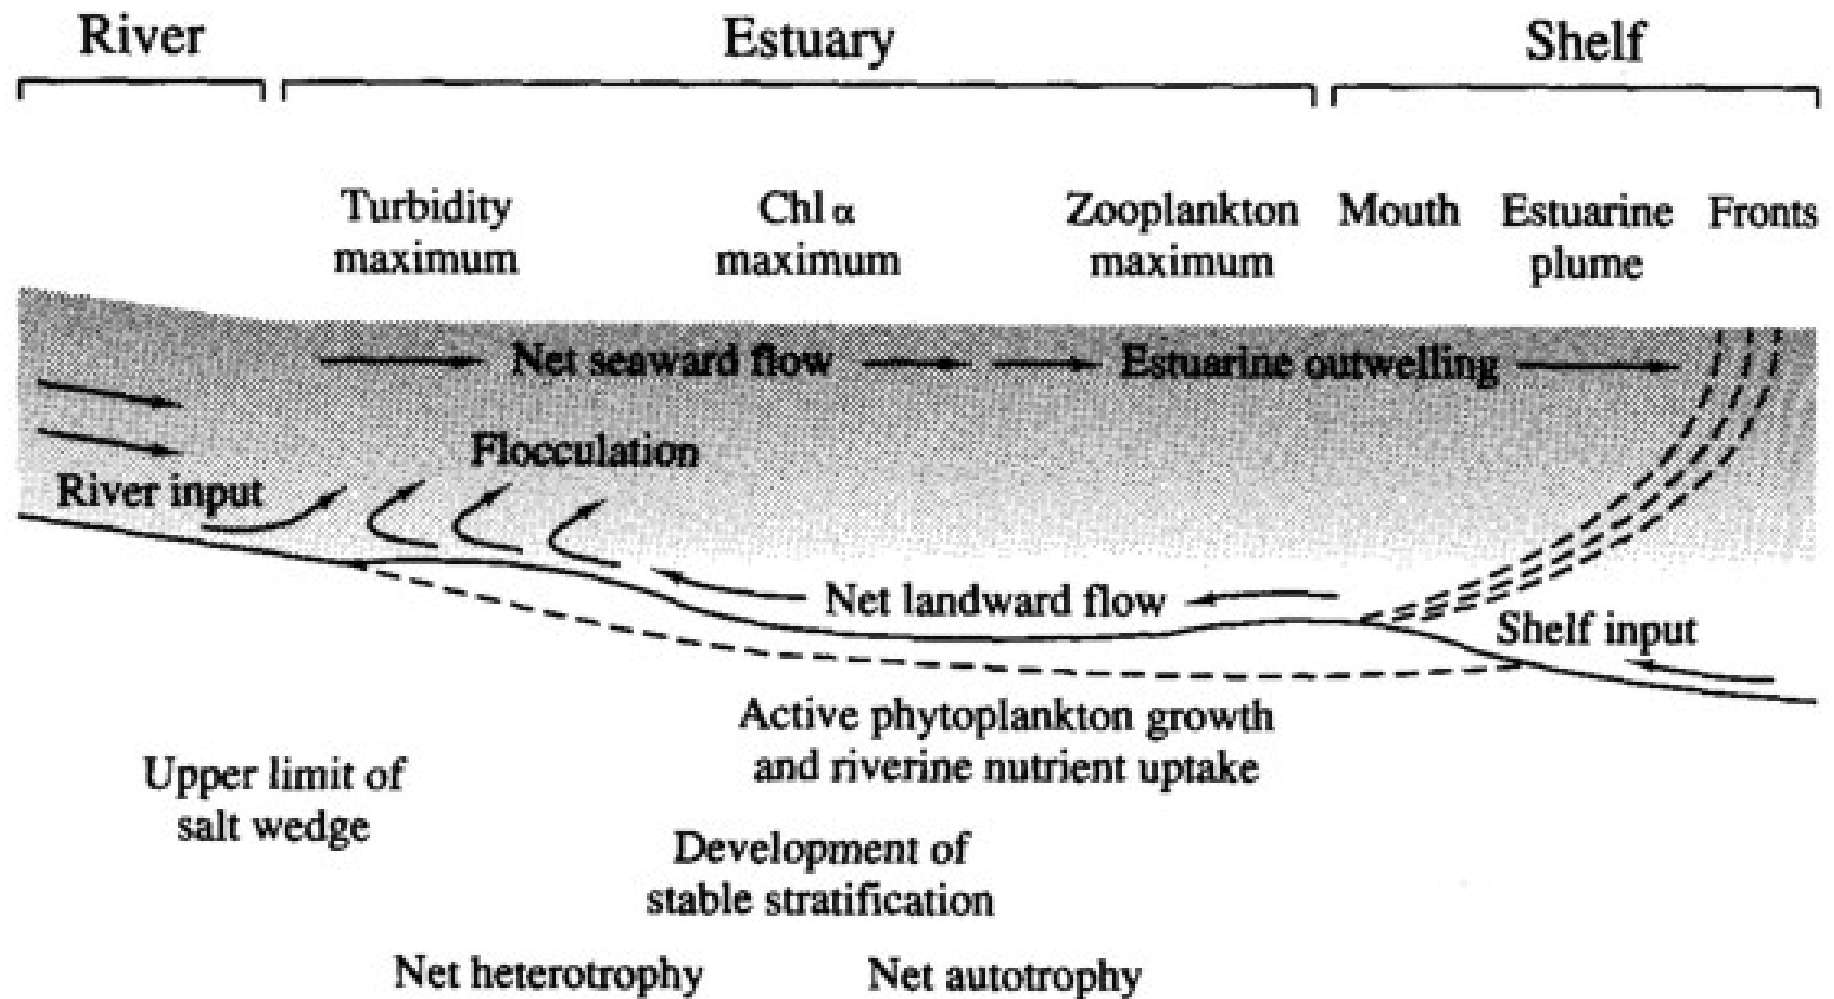 River Estuary Shelf
Turbidity
maximum
Chl α
maximum
Zooplankton
maximum
Mouth
Estuarine
plume
Fronts
Net seaward flow
Estuarine outwelling
Flocculation
River input
Net landward flow
Shelf input
Active phytoplankton growth
and riverine nutrient uptake
Upper limit of
salt wedge
Development of
stable stratification
Net heterotrophy
Net autotrophy